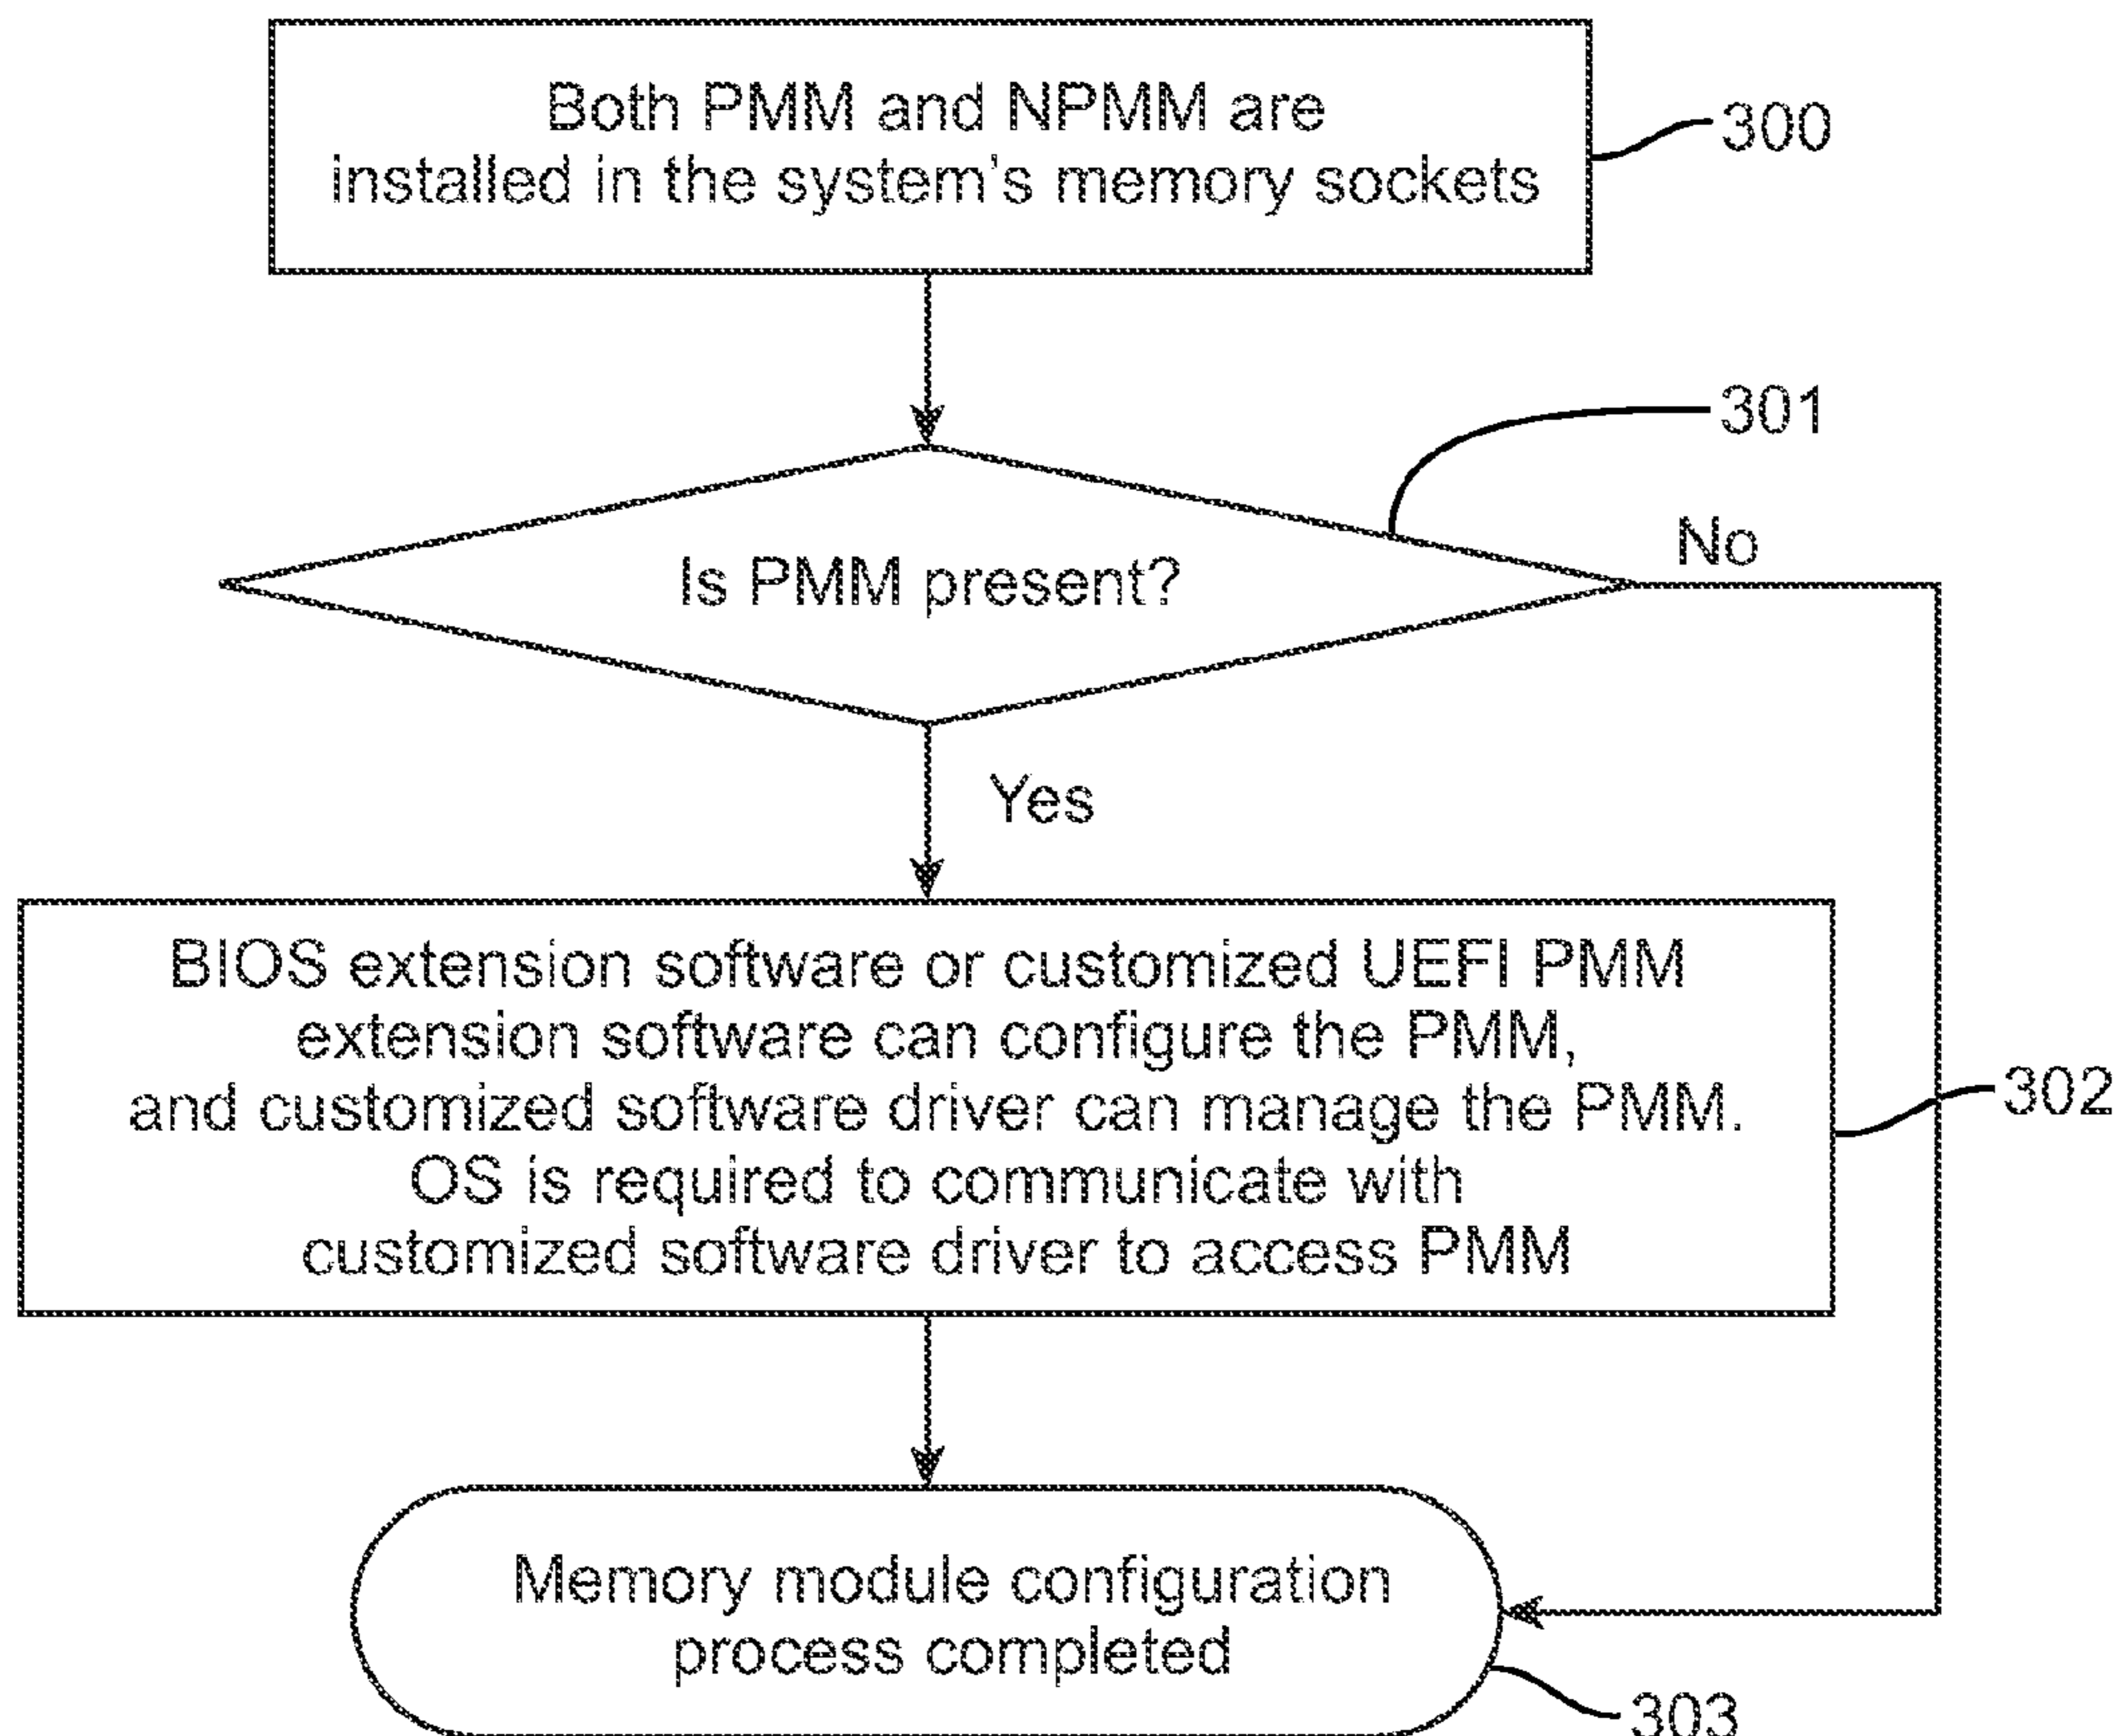 Both PMM and NPMM are
installed in the system's memory sockets
300
301
No
Is PMM present?
Yes
BIOS extension software or customized UEFI PMM
extension software can configure the PMM,
and customized software driver can manage the PMM.
OS is required to communicate with
customized software driver to access PMM
302
Memory module configuration
process completed
303